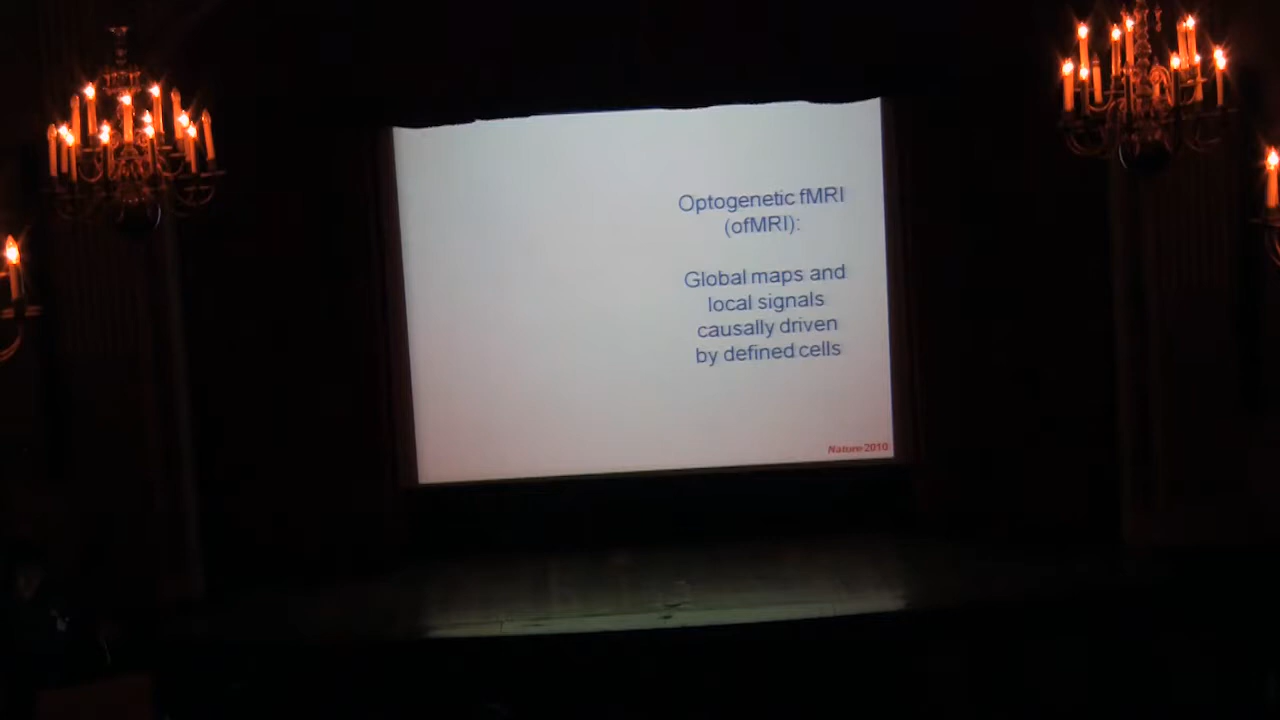 Optogenetic fMRI
(ofMRI):
Global maps and
local signals
causally driven
by defined cells
Nature 2010